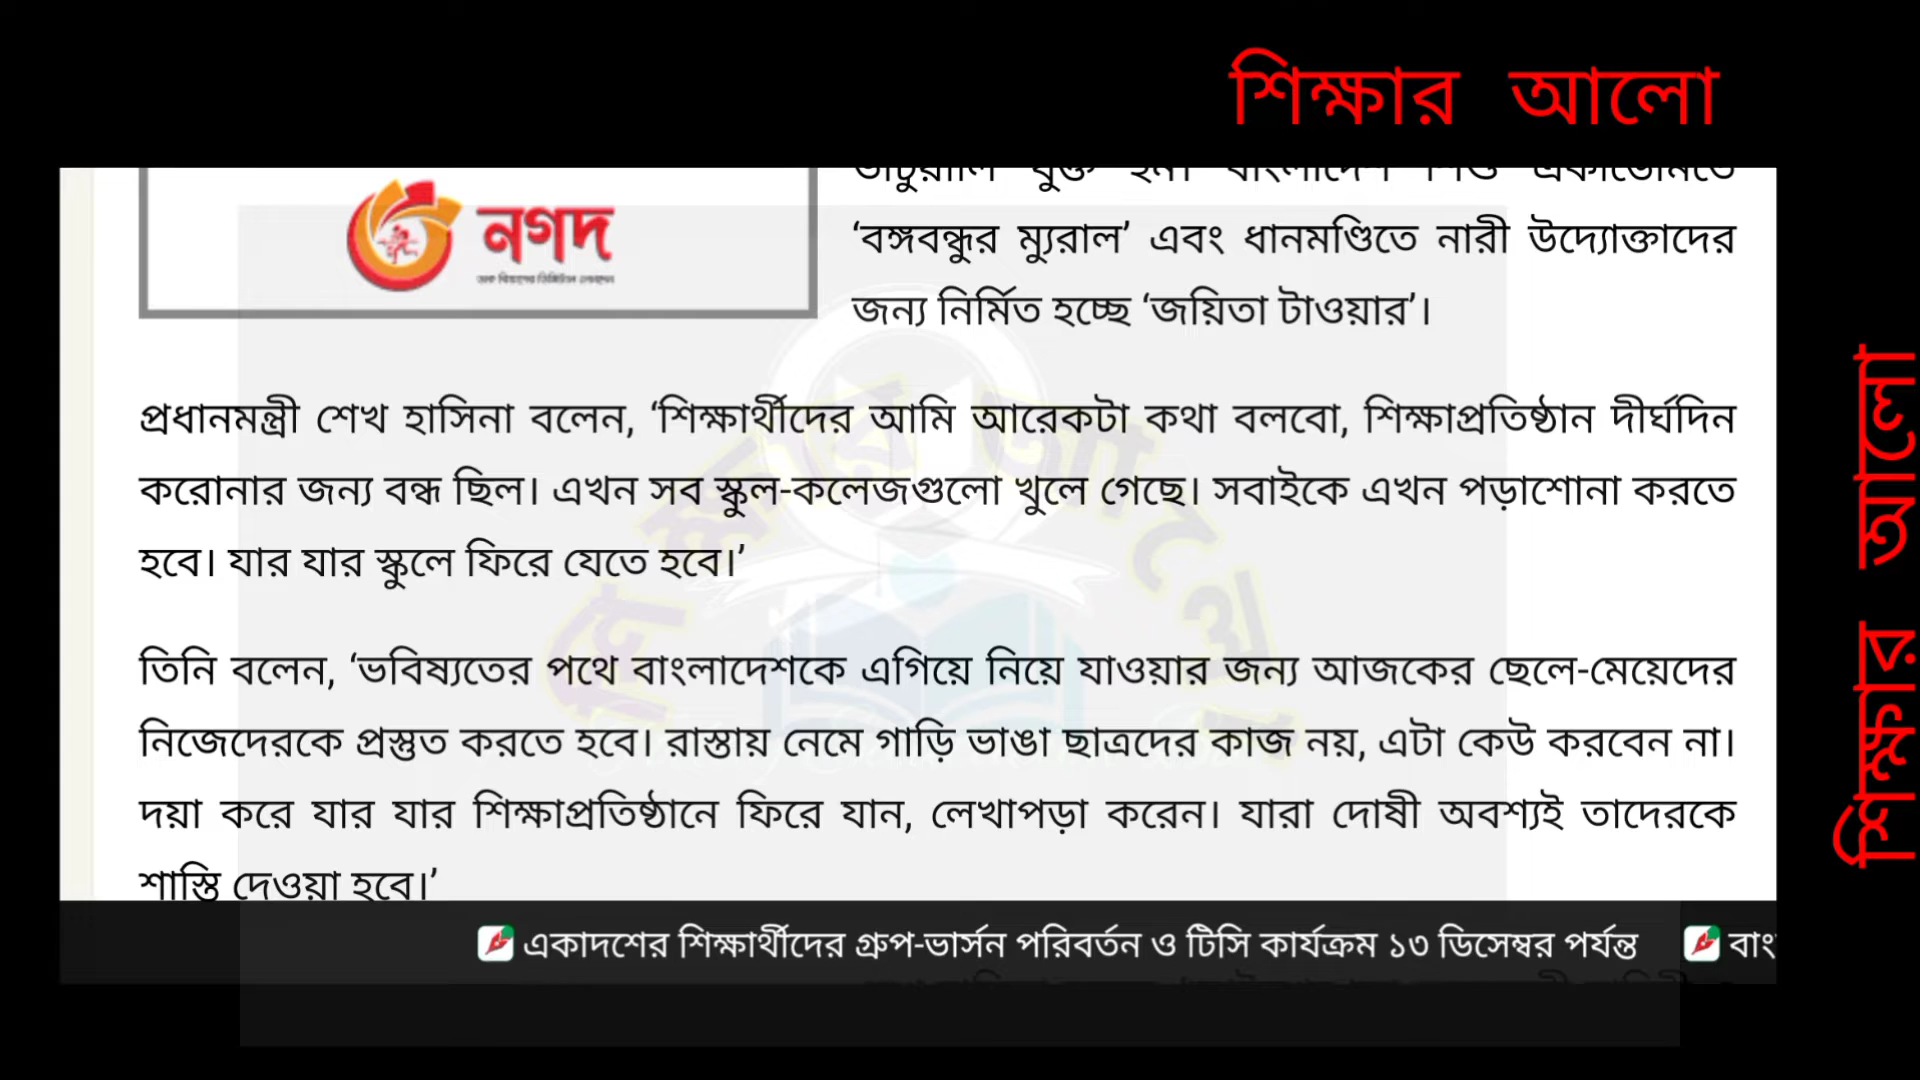 শিক্ষার আলো
নগদ
‘বঙ্গবন্ধুর ম্যুরাল’ এবং ধানমণ্ডিতে নারী উদ্যোক্তাদের
জন্য নির্মিত হচ্ছে ‘জয়িতা টাওয়ার’।
প্রধানমন্ত্রী শেখ হাসিনা বলেন, ‘শিক্ষার্থীদের আমি আরেকটা কথা বলবো, শিক্ষাপ্রতিষ্ঠান দীর্ঘদিন
করোনার জন্য বন্ধ ছিল। এখন সব স্কুল-কলেজগুলো খুলে গেছে। সবাইকে এখন পড়াশোনা করতে
হবে। যার যার স্কুলে ফিরে যেতে হবে।’
তিনি বলেন, ‘ভবিষ্যতের পথে বাংলাদেশকে এগিয়ে নিয়ে যাওয়ার জন্য আজকের ছেলে-মেয়েদের
নিজেদেরকে প্রস্তুত করতে হবে। রাস্তায় নেমে গাড়ি ভাঙা ছাত্রদের কাজ নয়, এটা কেউ করবেন না।
দয়া করে যার যার শিক্ষাপ্রতিষ্ঠানে ফিরে যান, লেখাপড়া করেন। যারা দোষী অবশ্যই তাদেরকে
শাস্তি দেওয়া হবে।’
একাদশের শিক্ষার্থীদের গ্রুপ-ভার্সন পরিবর্তন ও টিসি কার্যক্রম ১৩ ডিসেম্বর পর্যন্ত
শিক্ষার আলো